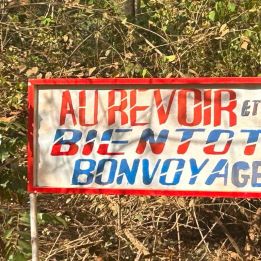 AU REVOIR ET
BIENTOT
BONVOYAGE